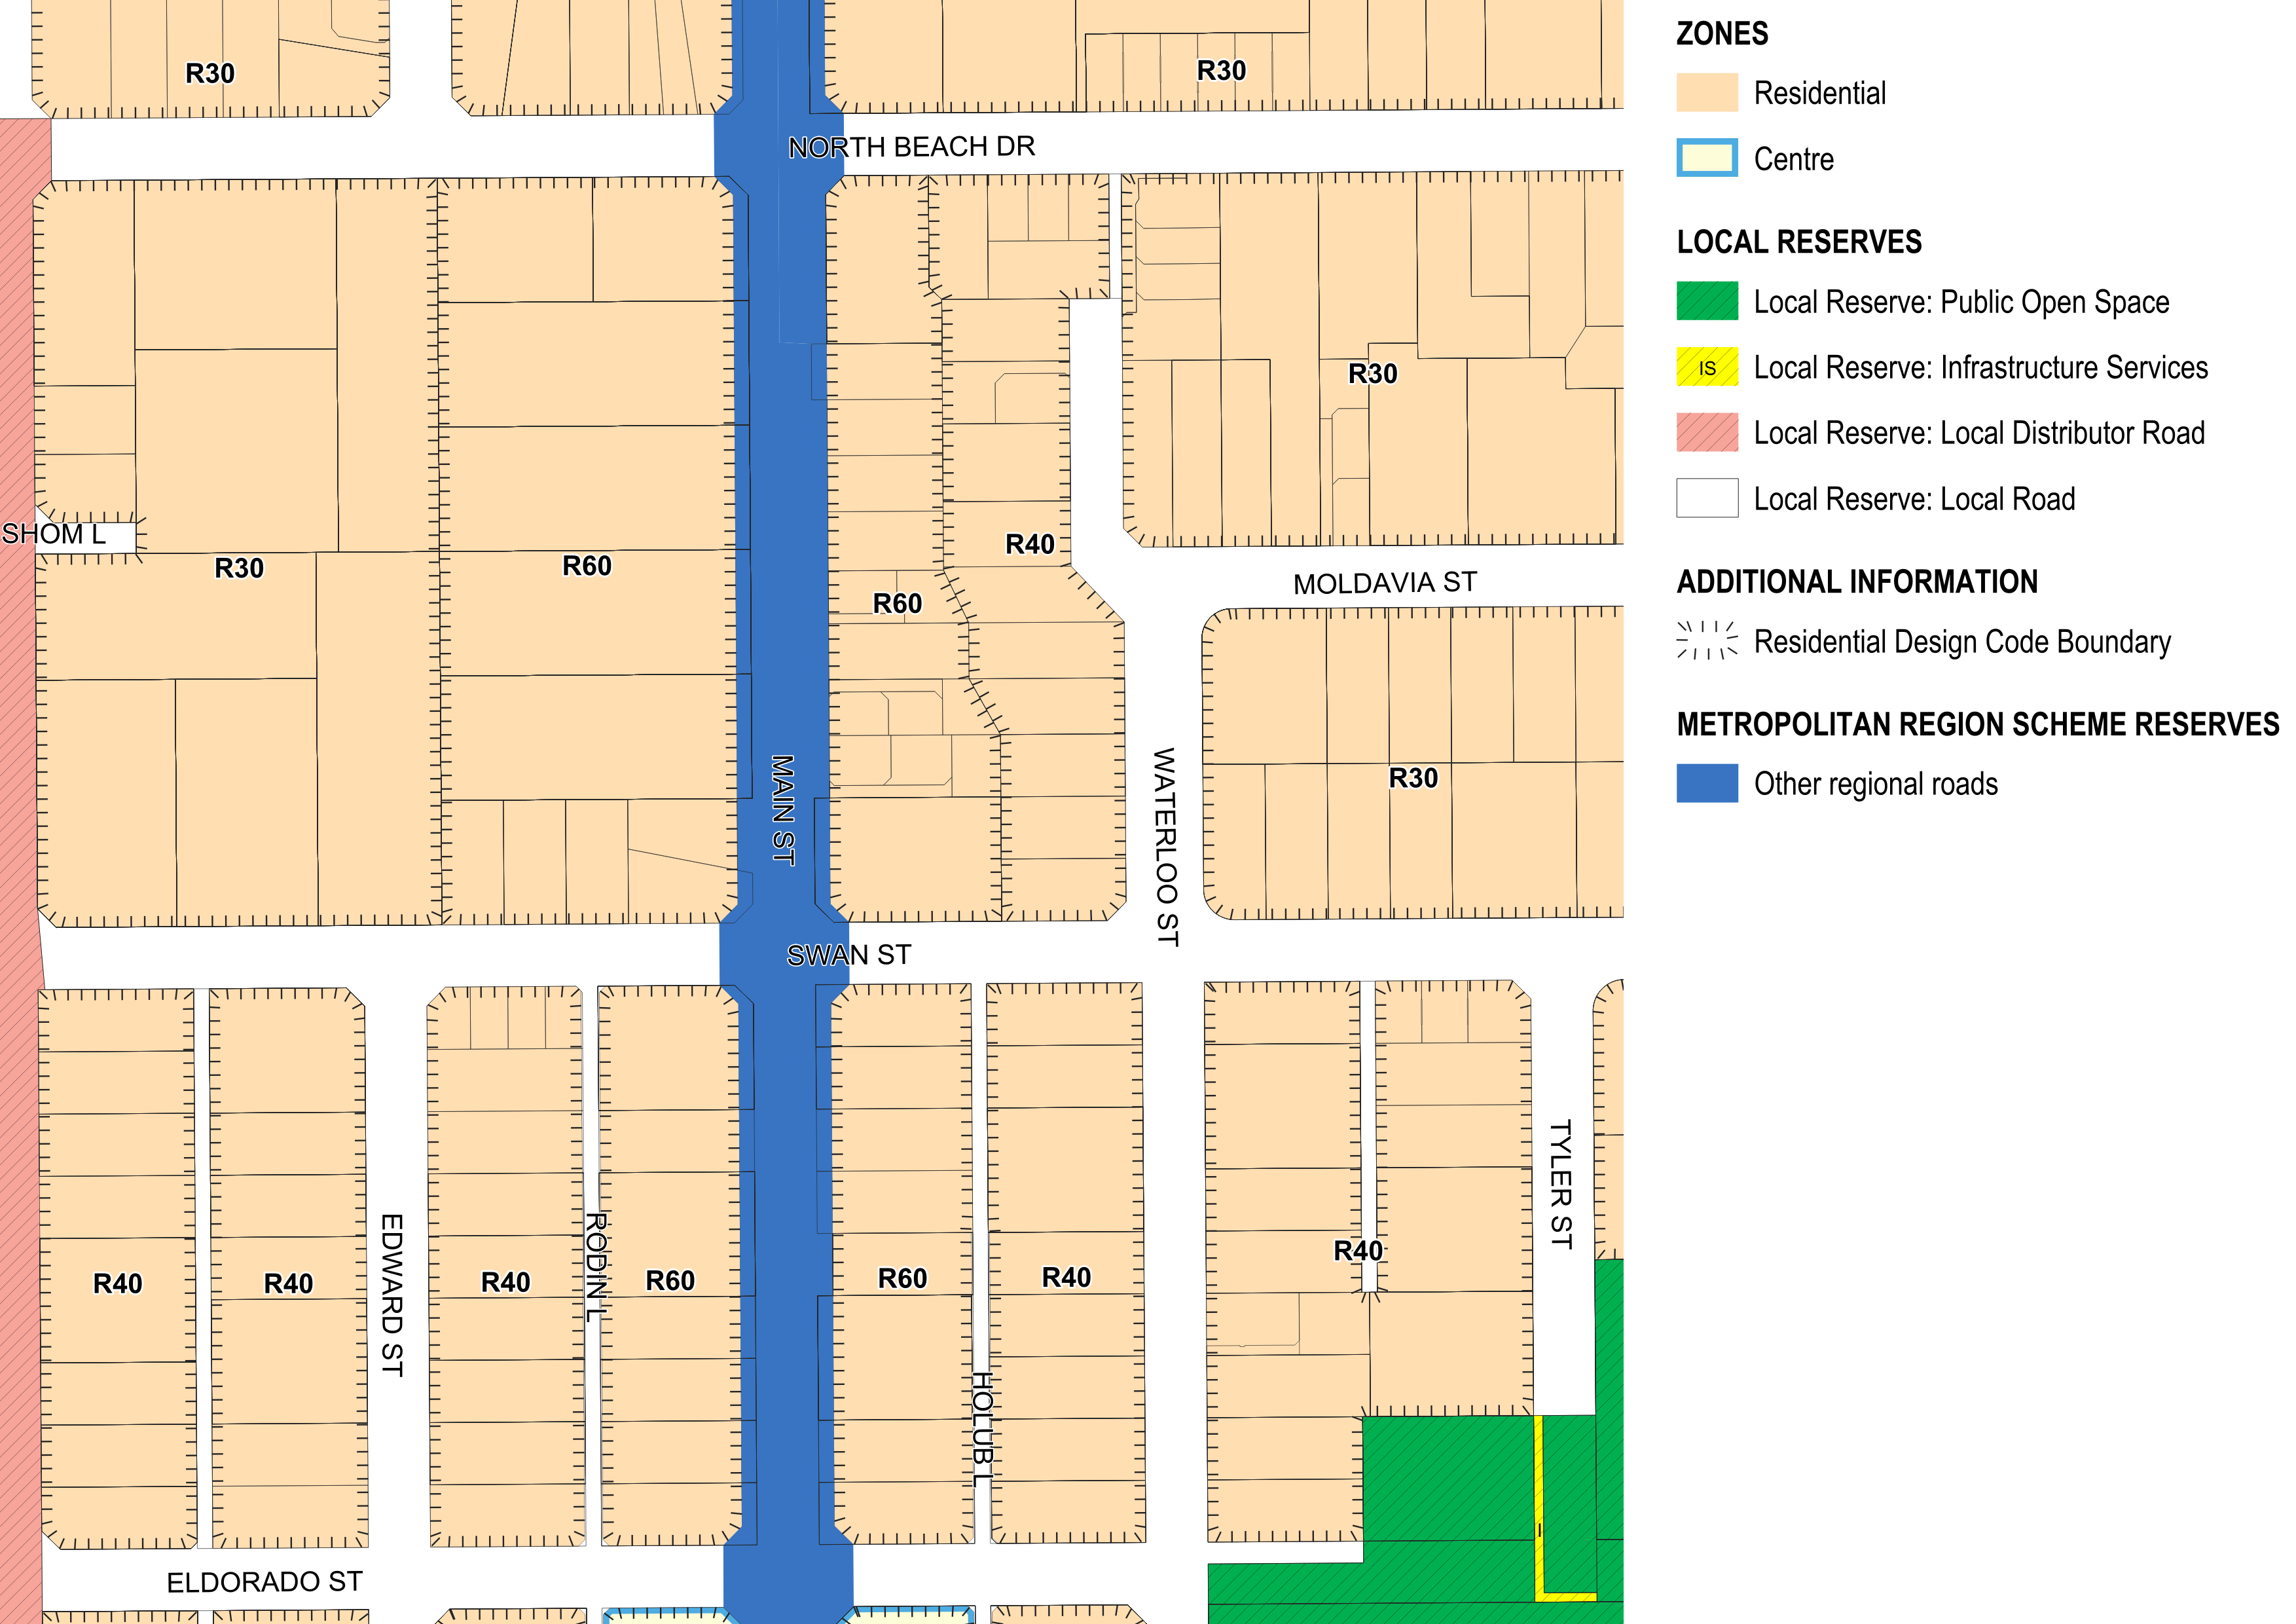 R30
R30
NORTH BEACH DR
R30
SHOM L
R30
R60
R40
R60
MOLDAVIA ST
R30
MAIN ST
WATERLOO ST
SWAN ST
TYLER ST
R40
R40
EDWARD ST
R40
RODIN L
R60
R60
R40
R40
HOLUB L
I
ELDORADO ST
ZONES
Residential
Centre
LOCAL RESERVES
Local Reserve: Public Open Space
IS
Local Reserve: Infrastructure Services
Local Reserve: Local Distributor Road
Local Reserve: Local Road
ADDITIONAL INFORMATION
Residential Design Code Boundary
METROPOLITAN REGION SCHEME RESERVES
Other regional roads